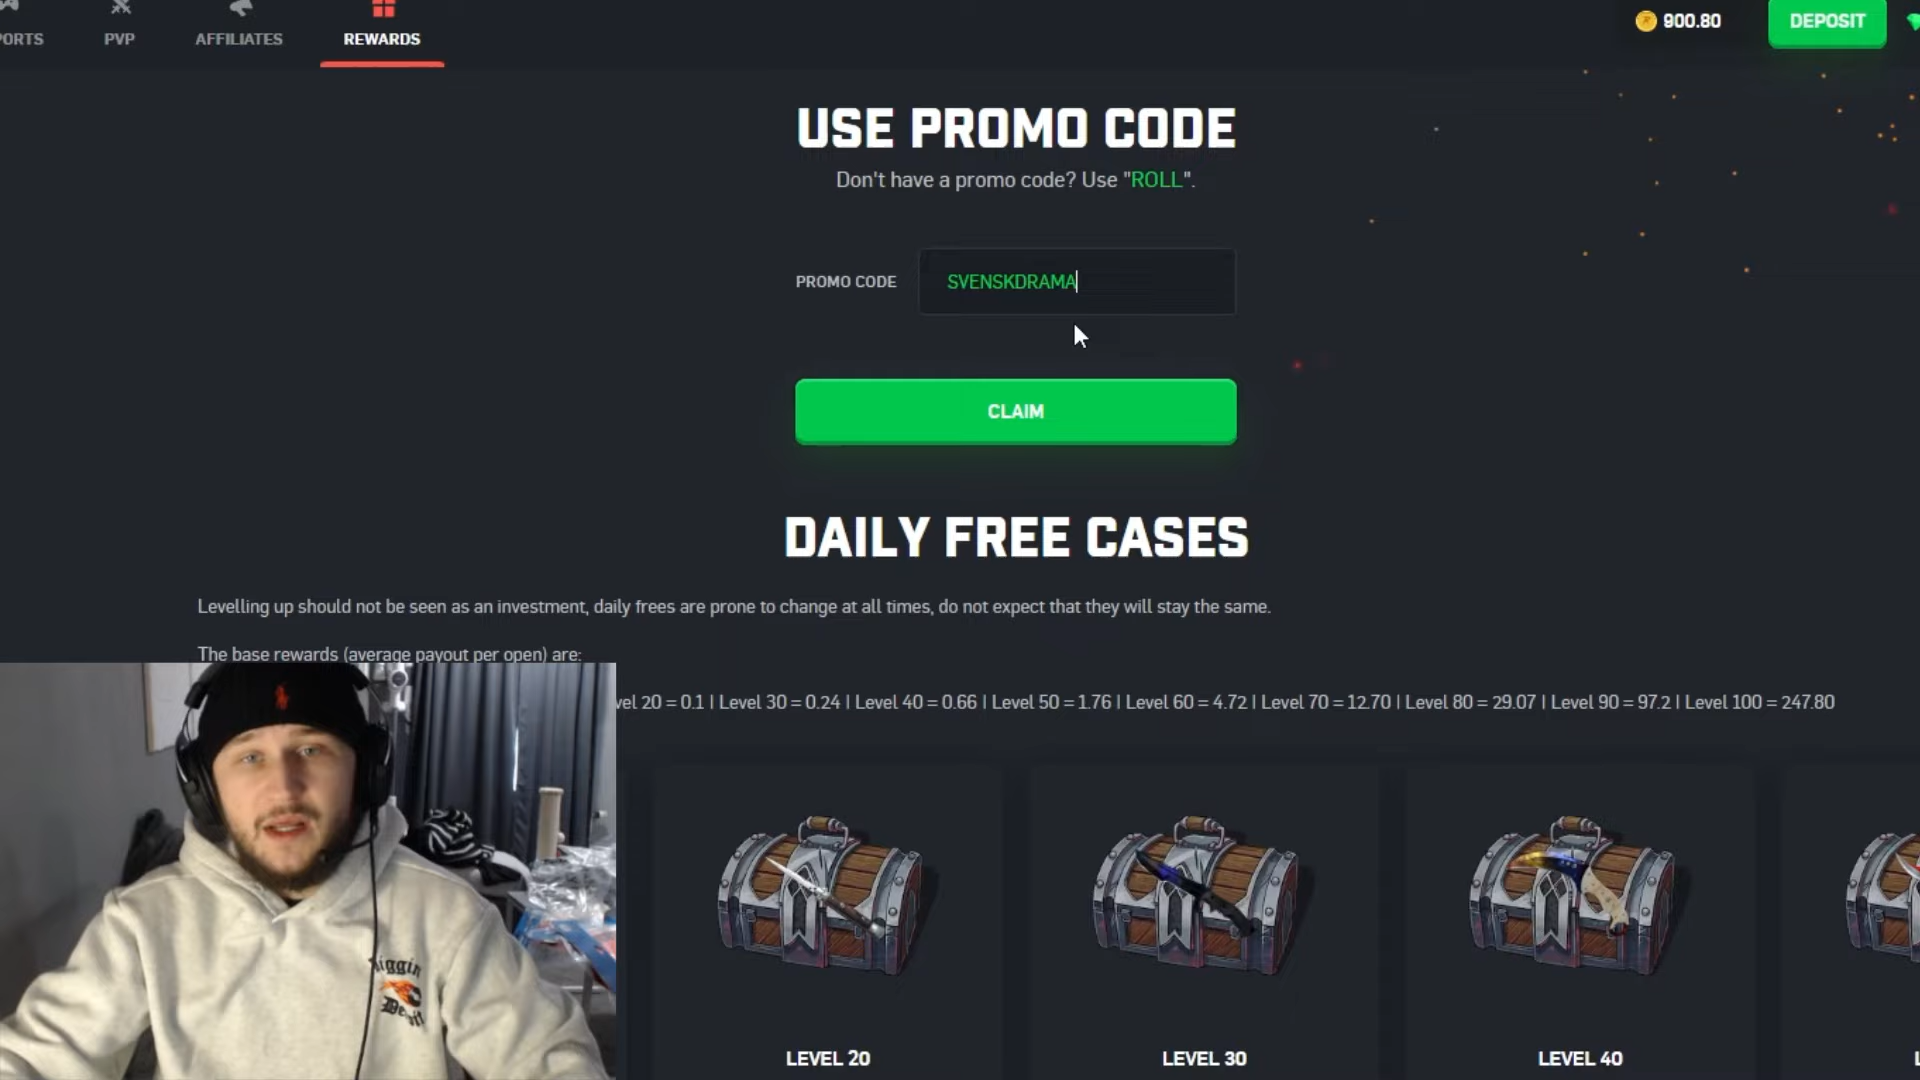 PVP
AFFILIATES
REWARDS
900.80
DEPOSIT
USE PROMO CODE
Don't have a promo code? Use "ROLL".
PROMO CODE
SVENSKDRAMA
CLAIM
DAILY FREE CASES
Levelling up should not be seen as an investment, daily frees are prone to change at all times, do not expect that they will stay the same.
The base rewards (average payout per open) are:
20 = 0.1 | Level 30 = 0.24 | Level 40 = 0.66 | Level 50 = 1.76 | Level 60 = 4.72 | Level 70 = 12.70 | Level 80 = 29.07 | Level 90 = 97.2 | Level 100 = 247.80
LEVEL 20
LEVEL 30
LEVEL 40